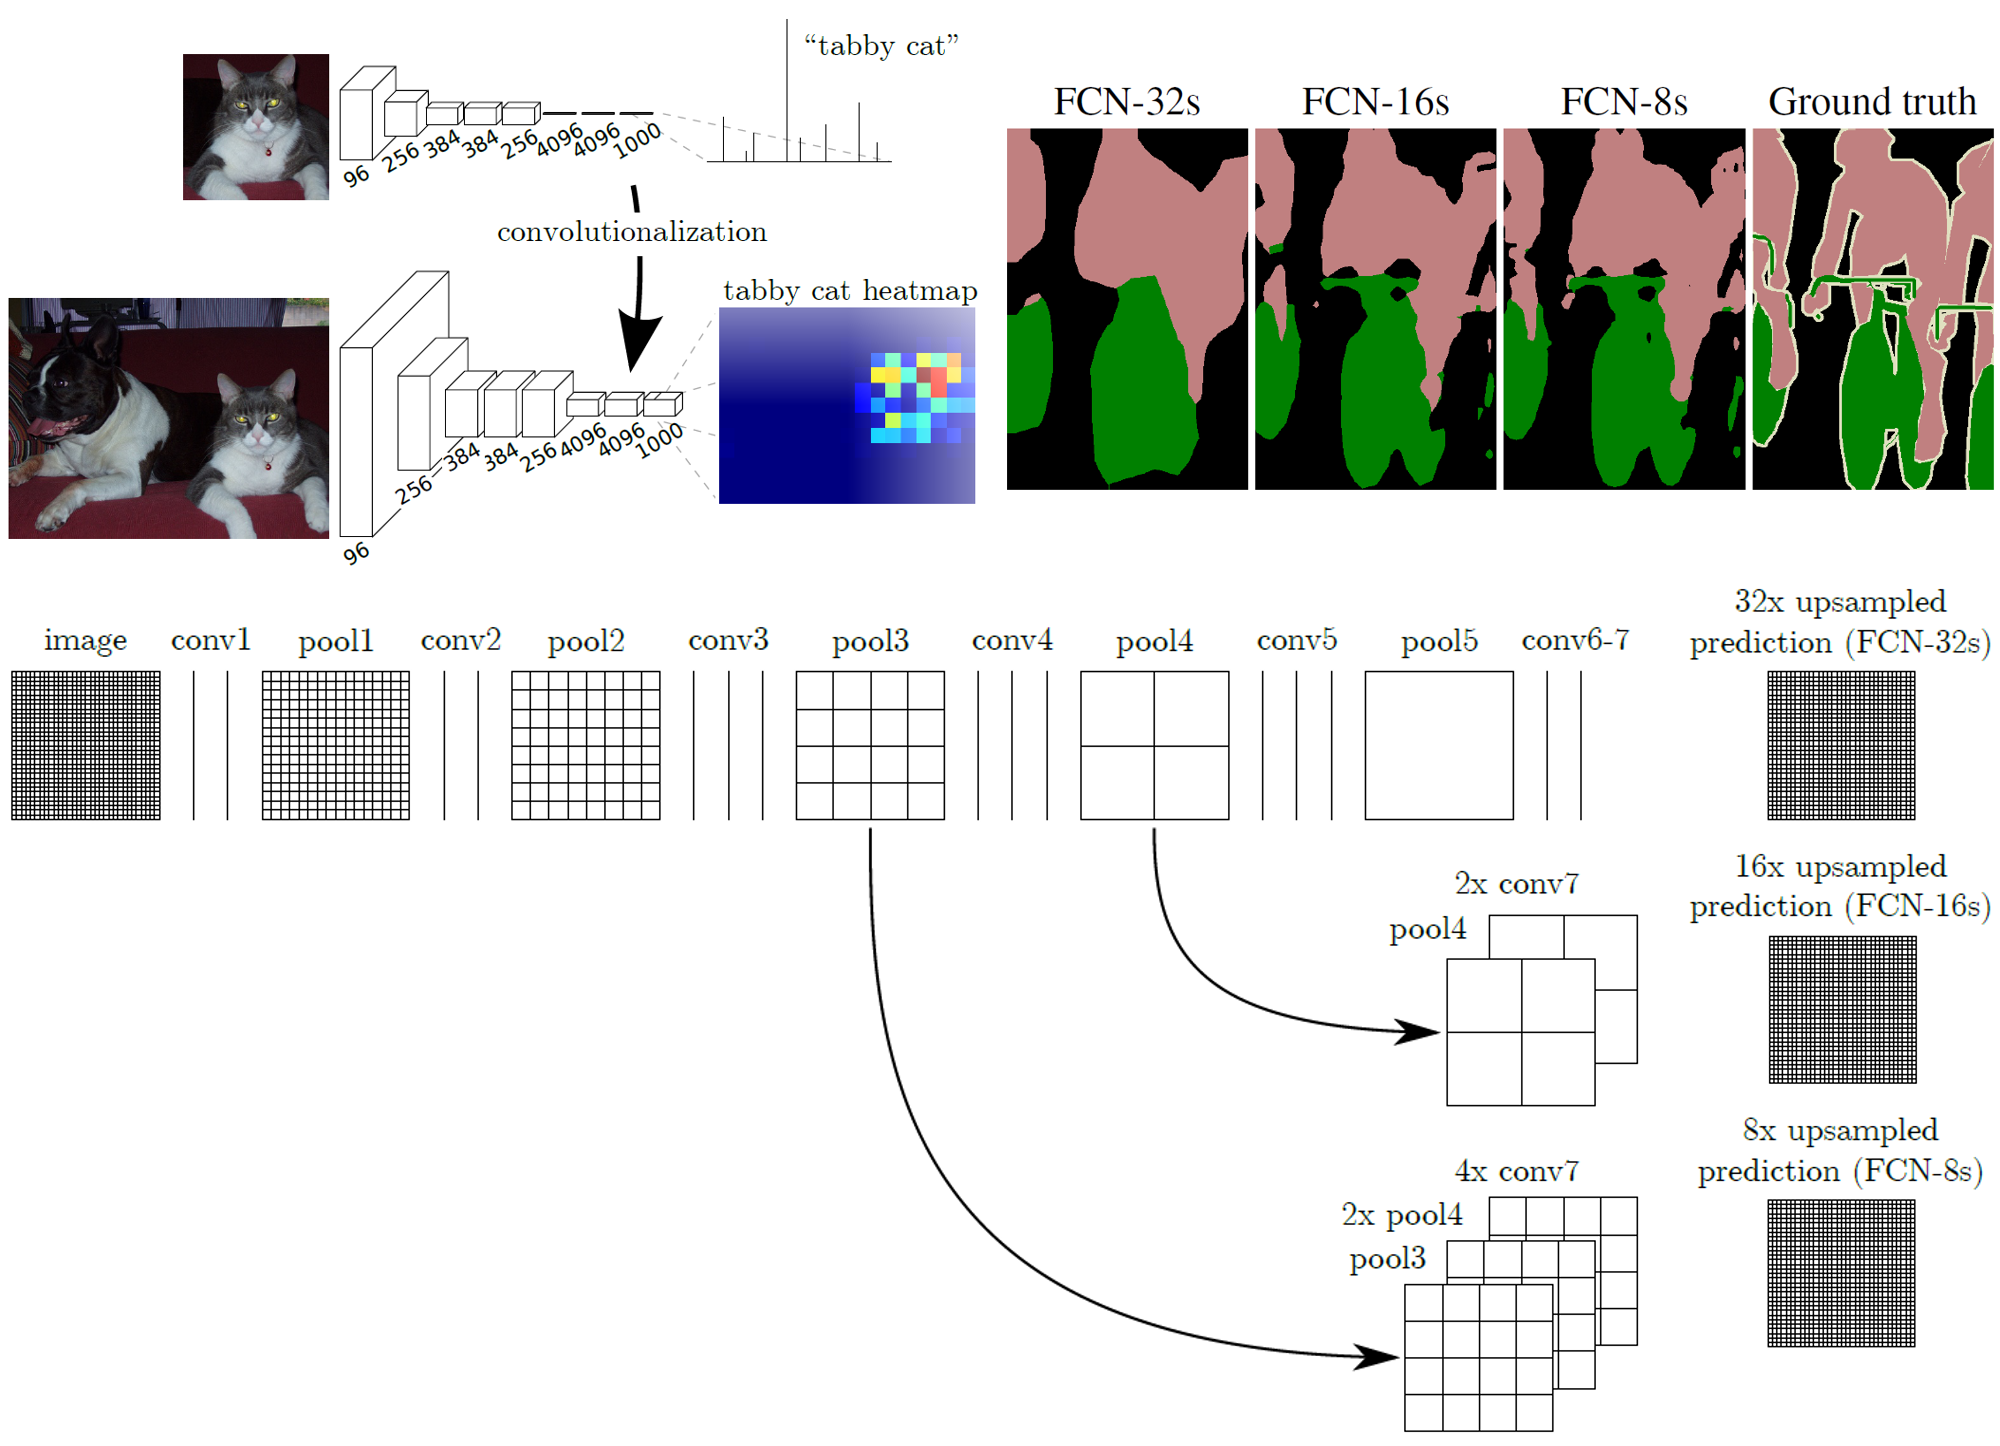 “tabby cat”
96
256
384
384
256
4096
4096
1000
convolutionalization
tabby cat heatmap
96
256
384
384
256
4096
4096
1000
FCN-32s
FCN-16s
FCN-8s
Ground truth
image
conv1
pool1
conv2
pool2
conv3
pool3
conv4
pool4
conv5
pool5
conv6-7
32x upsampled
prediction (FCN-32s)
2x conv7
pool4
16x upsampled
prediction (FCN-16s)
4x conv7
2x pool4
pool3
8x upsampled
prediction (FCN-8s)